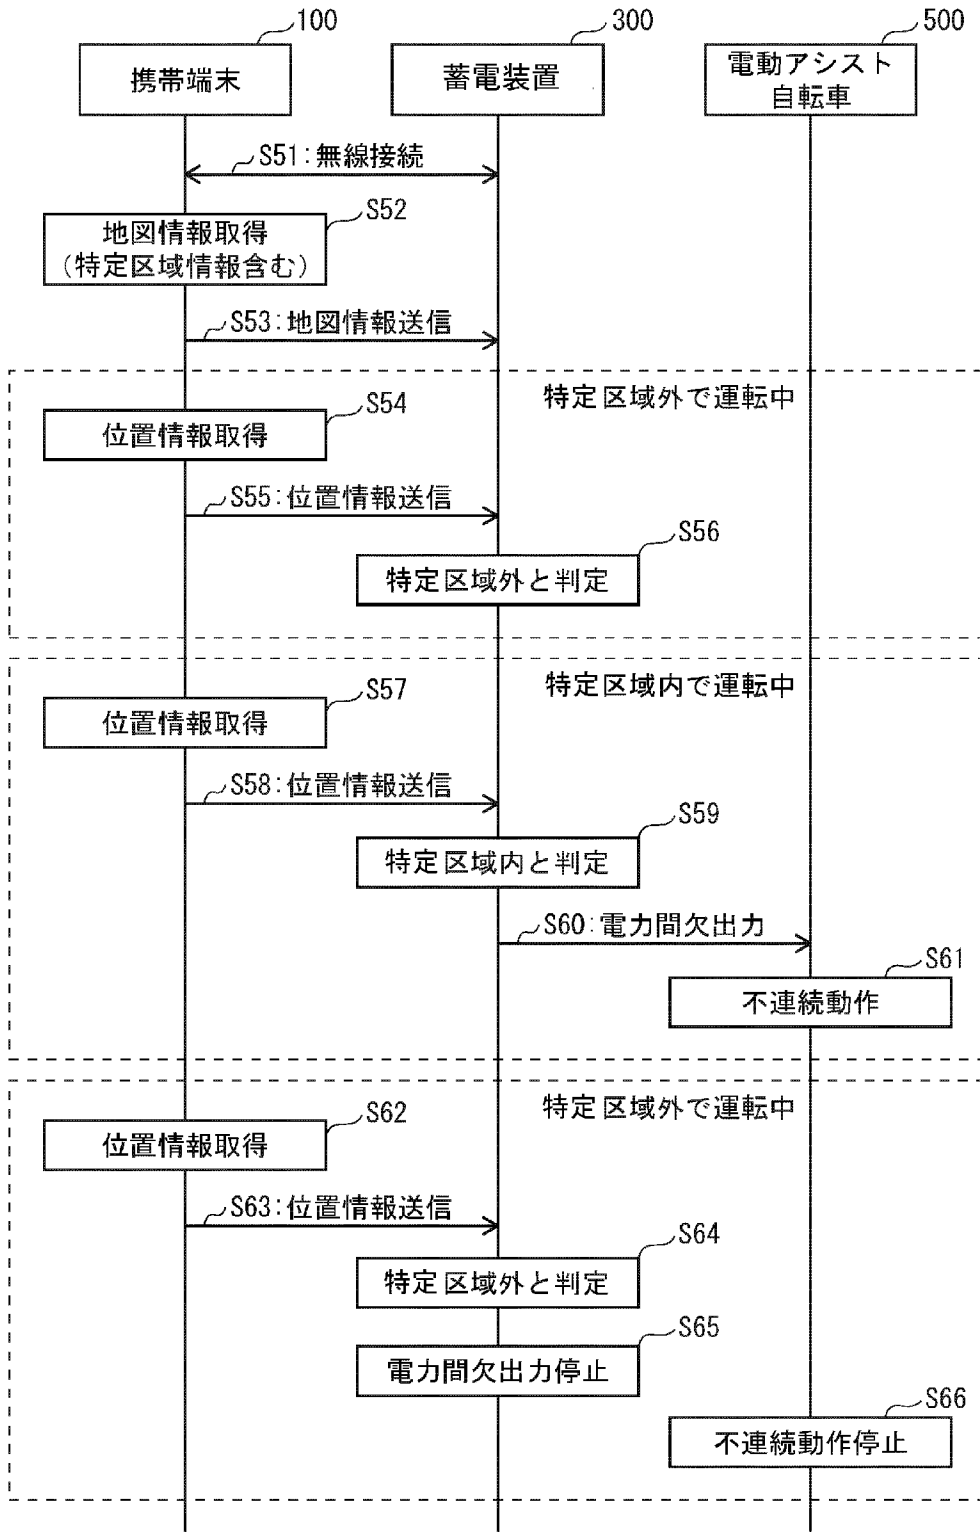 100
300
500
携帯端末
蓄電装置
電動アシスト
自転車
S51:無線接続
S52
地図情報取得
(特定区域情報含む)
S53:地図情報送信
特定区域外で運転中
S54
位置情報取得
S55:位置情報送信
S56
特定区域外と判定
特定区域内で運転中
S57
位置情報取得
S58:位置情報送信
S59
特定区域内と判定
S60:電力間欠出力
S61
不連続動作
特定区域外で運転中
S62
位置情報取得
S63:位置情報送信
S64
特定区域外と判定
S65
電力間欠出力停止
S66
不連続動作停止